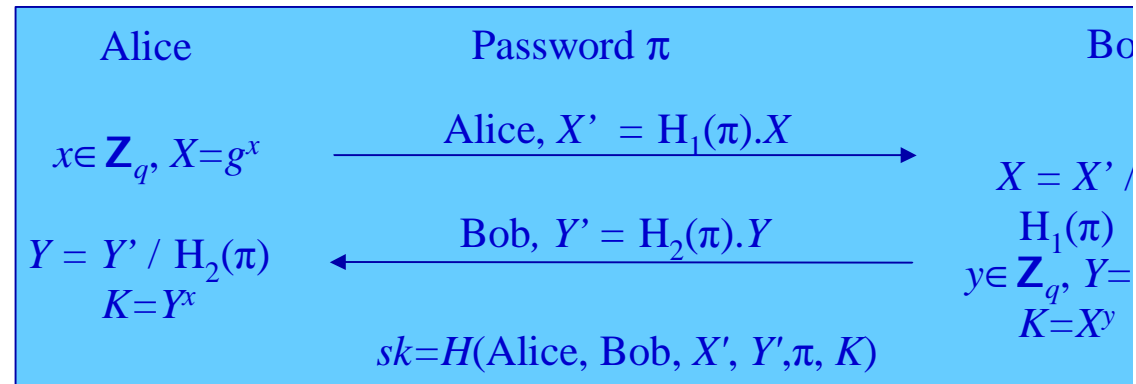 Alice Password π Bo
Alice, X’ = H₁(π).X
x∈ Zq, X=gˣ
X = X’ /
H₁(π)
Bob, Y’ = H₂(π).Y
Y = Y’ / H₂(π)
y∈ Zq, Y=
K=Yˣ
K=Xʸ
sk=H(Alice, Bob, X′, Y′,π, K)